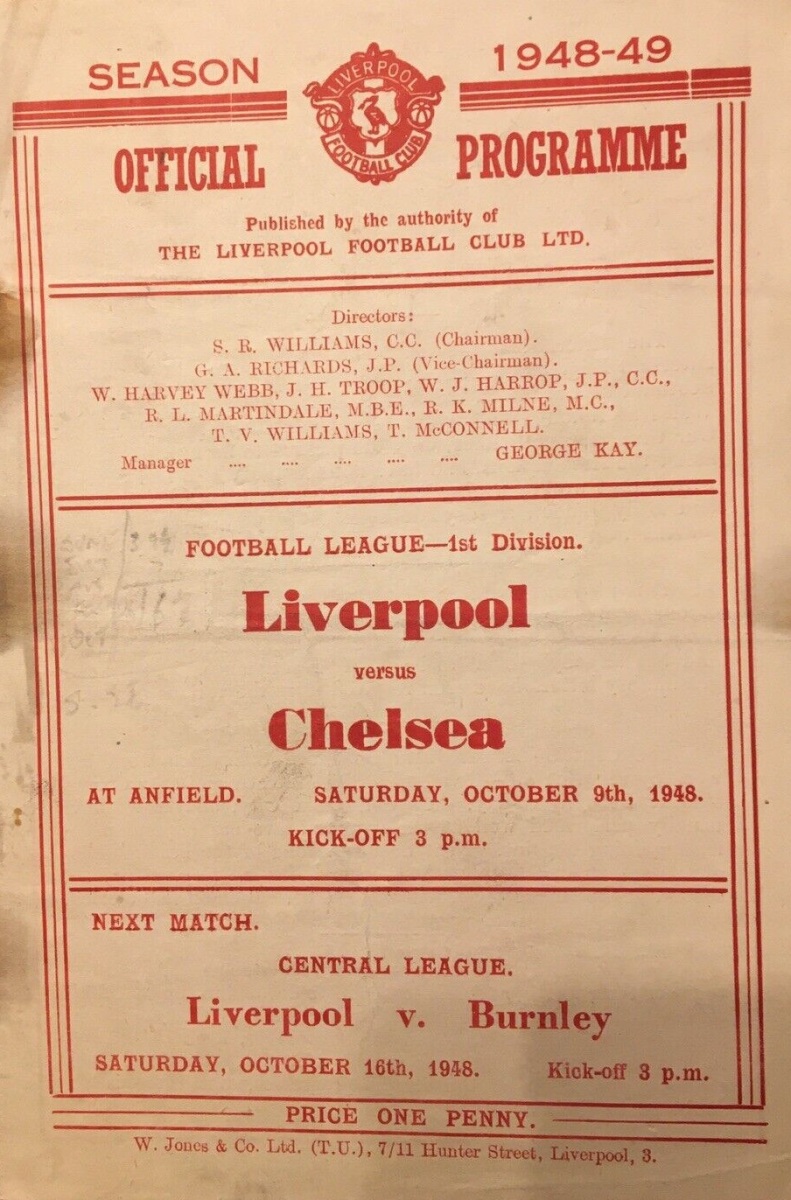 SEASON 1948-49
LIVERPOOL
FOOTBALL CLUB
OFFICIAL PROGRAMME
Published by the authority of
THE LIVERPOOL FOOTBALL CLUB LTD.
Directors:
S. R. WILLIAMS, C.C. (Chairman).
G. A. RICHARDS, J.P. (Vice-Chairman).
W. HARVEY WEBB, J. H. TROOP, W. J. HARROP, J.P., C.C.,
R. L. MARTINDALE, M.B.E., R. K. MILNE, M.C.,
T. V. WILLIAMS, T. McCONNELL.
Manager .... .... .... .... .... GEORGE KAY.
FOOTBALL LEAGUE—1st Division.
Liverpool
versus
Chelsea
AT ANFIELD. SATURDAY, OCTOBER 9th, 1948.
KICK-OFF 3 p.m.
NEXT MATCH.
CENTRAL LEAGUE.
Liverpool v. Burnley
SATURDAY, OCTOBER 16th, 1948. Kick-off 3 p.m.
PRICE ONE PENNY.
W. Jones & Co. Ltd. (T.U.), 7/11 Hunter Street, Liverpool, 3.